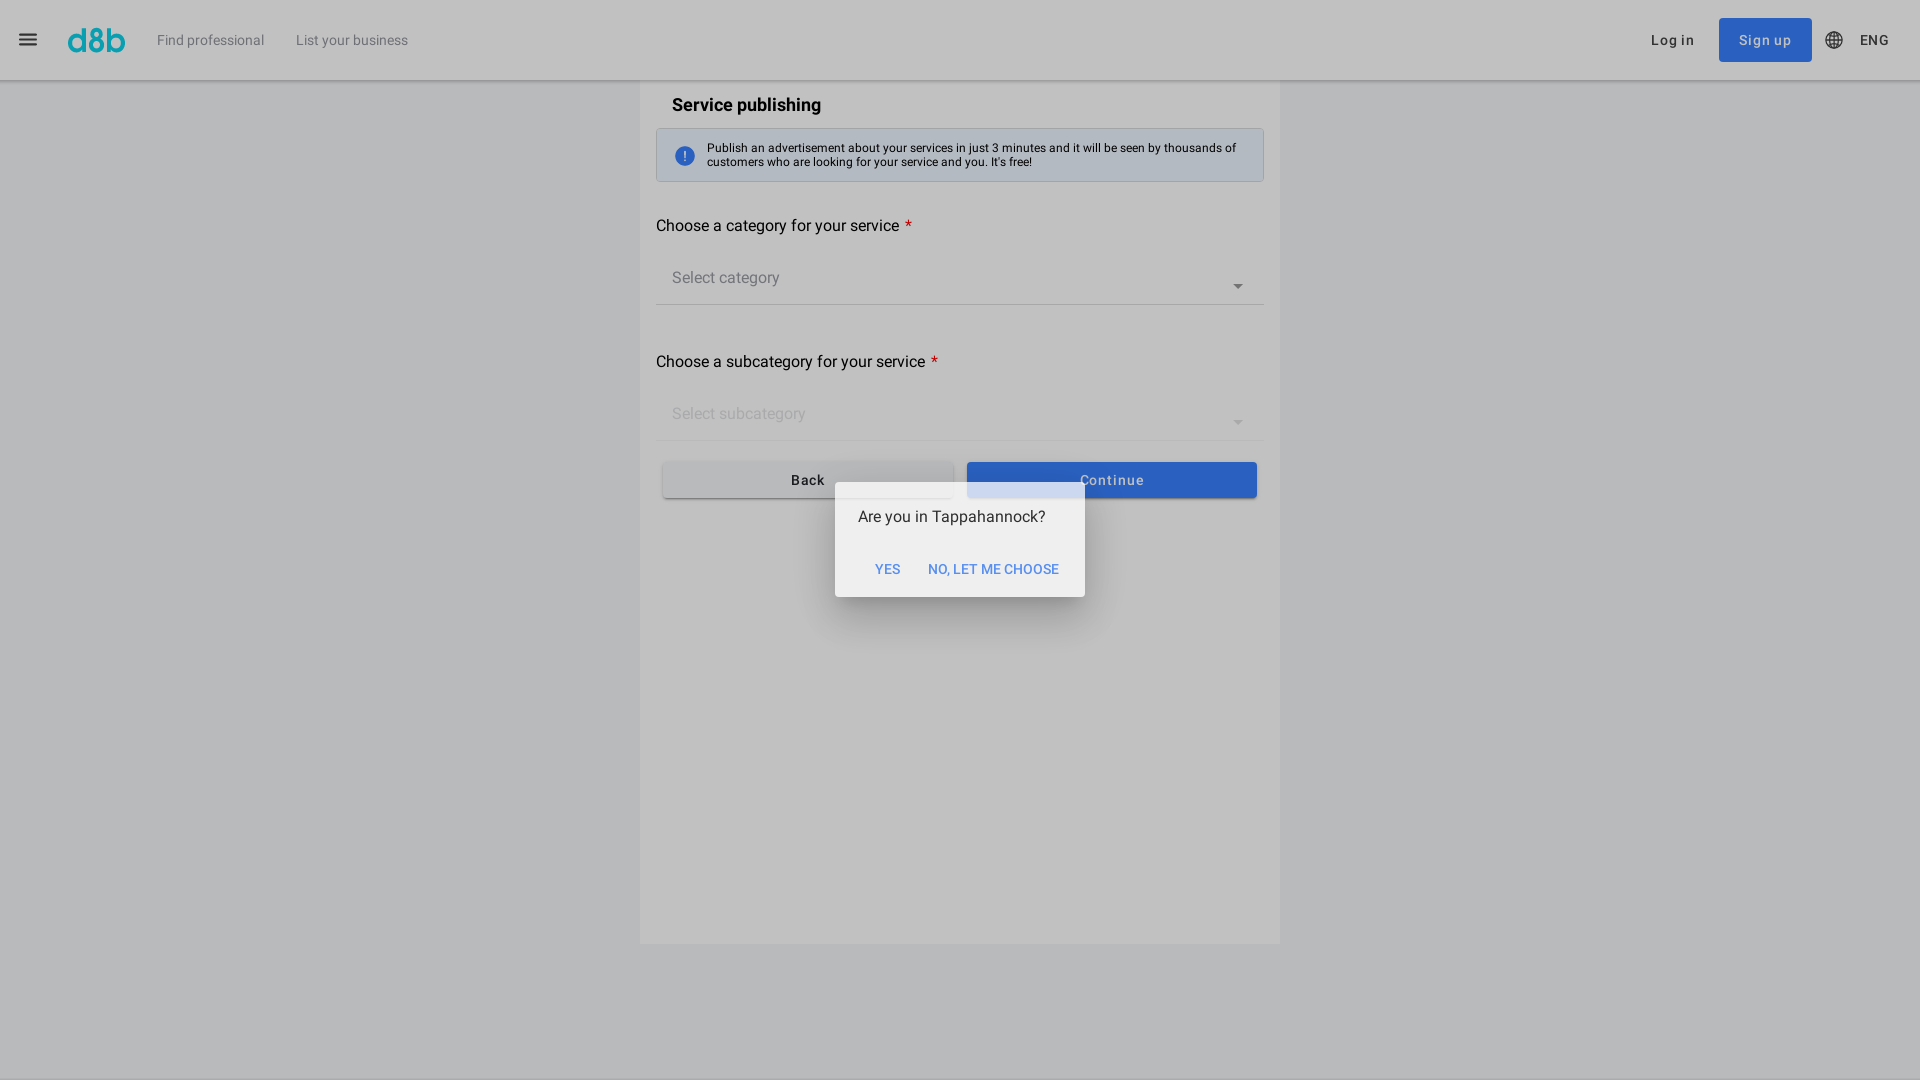 d8b
Find professional
List your business
Log in
Sign up
ENG
Service publishing
Publish an advertisement about your services in just 3 minutes and it will be seen by thousands of
customers who are looking for your service and you. It's free!
Choose a category for your service *
Select category
Choose a subcategory for your service *
Select subcategory
Back
Continue
Are you in Tappahannock?
YES
NO, LET ME CHOOSE